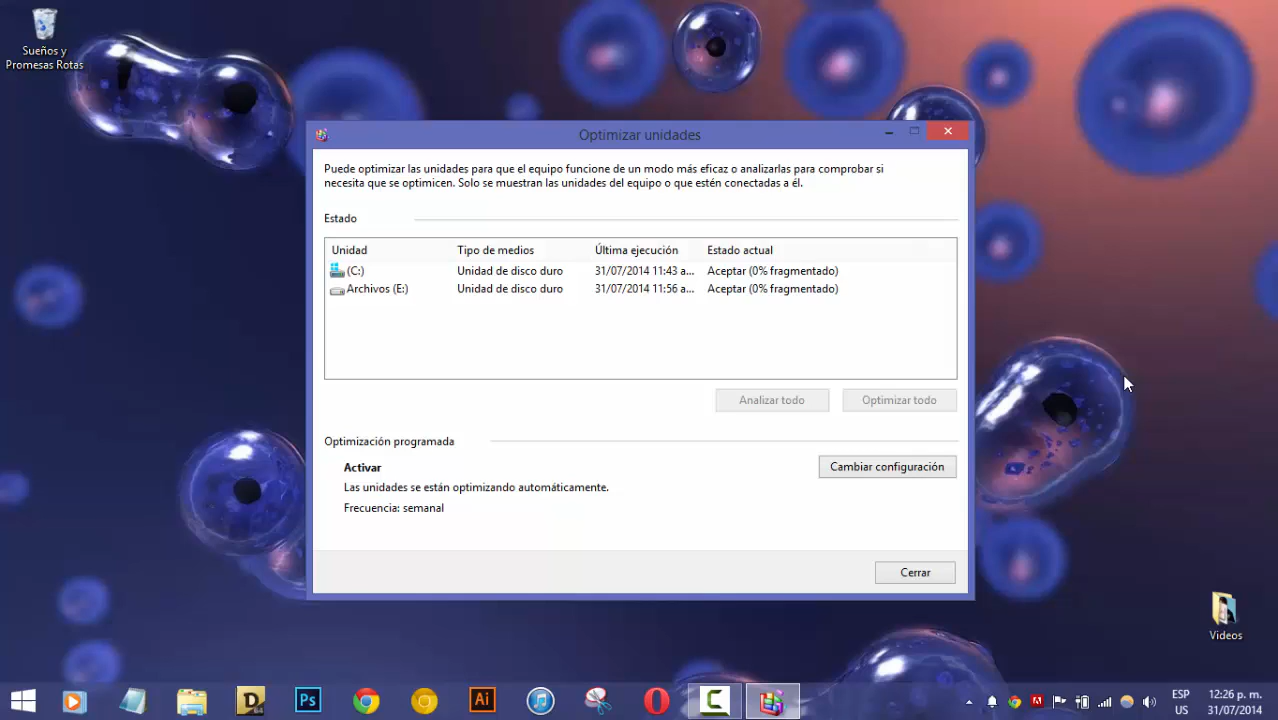 Sueños y
Promesas Rotas
Optimizar unidades
Puede optimizar las unidades para que el equipo funcione de un modo más eficaz o analizarlas para comprobar si
necesita que se optimicen. Solo se muestran las unidades del equipo o que estén conectadas a él.
Estado
Unidad Tipo de medios Última ejecución Estado actual
(C:) Unidad de disco duro 31/07/2014 11:43 a... Aceptar (0% fragmentado)
Archivos (E:) Unidad de disco duro 31/07/2014 11:56 a... Aceptar (0% fragmentado)
Analizar todo Optimizar todo
Optimización programada
Activar
Cambiar configuración
Las unidades se están optimizando automáticamente.
Frecuencia: semanal
Cerrar
Videos
D Ps Ai C
ESP 12:26 p. m.
US 31/07/2014